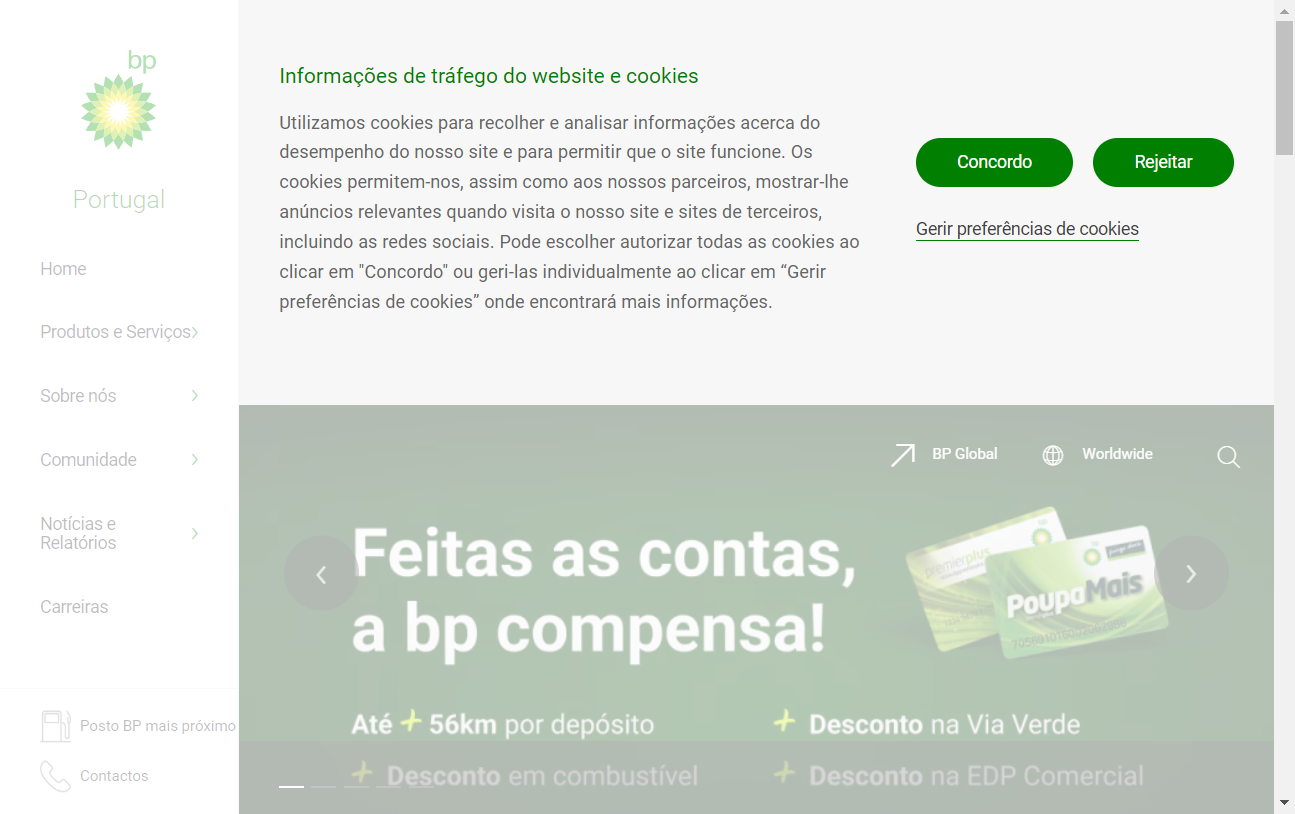 bp
Portugal
Home
Produtos e Serviços
Sobre nós
Comunidade
Notícias e
Relatórios
Carreiras
Posto BP mais próximo
Contactos
Informações de tráfego do website e cookies
Utilizamos cookies para recolher e analisar informações acerca do
desempenho do nosso site e para permitir que o site funcione. Os
cookies permitem-nos, assim como aos nossos parceiros, mostrar-lhe
anúncios relevantes quando visita o nosso site e sites de terceiros,
incluindo as redes sociais. Pode escolher autorizar todas as cookies ao
clicar em "Concordo" ou geri-las individualmente ao clicar em “Gerir
preferências de cookies” onde encontrará mais informações.
Concordo
Rejeitar
Gerir preferências de cookies
BP Global
Worldwide
Feitas as contas,
a bp compensa!
premierplus
PoupaMais
Até + 56km por depósito
+ Desconto na Via Verde
+ Desconto em combustível
+ Desconto na EDP Comercial